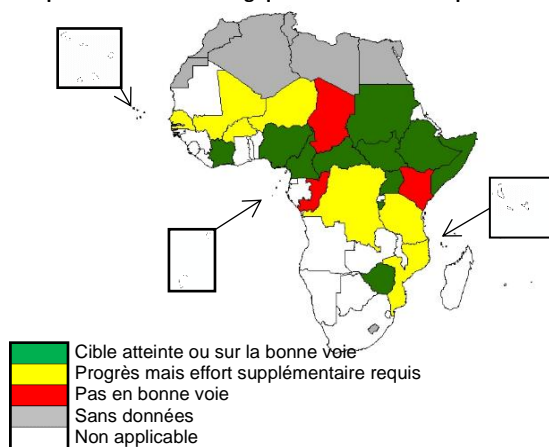 Cible atteinte ou sur la bonne voie
Progrès mais effort supplémentaire requis
Pas en bonne voie
Sans données
Non applicable